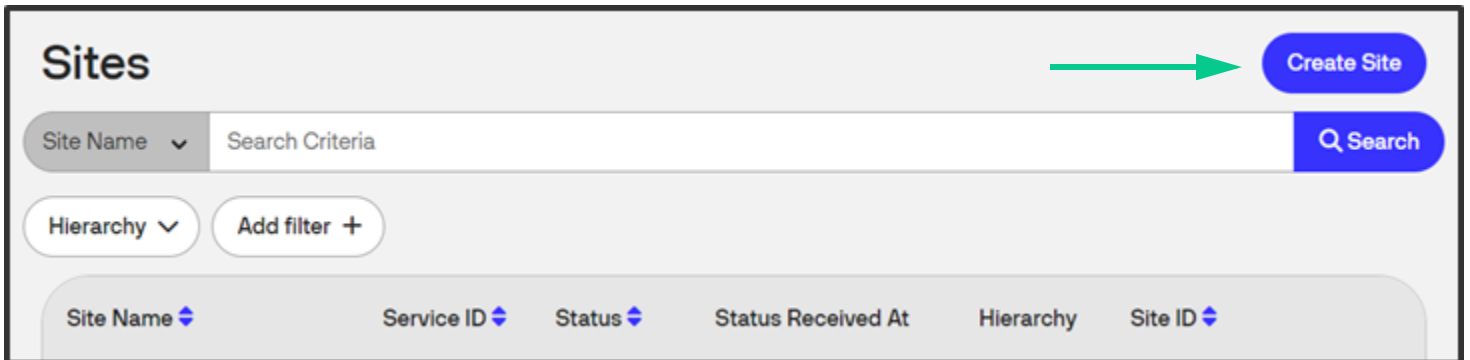 Sites
Create Site
Site Name
Search Criteria
Search
Hierarchy
Add filter +
Site Name
Service ID
Status
Status Received At
Hierarchy
Site ID